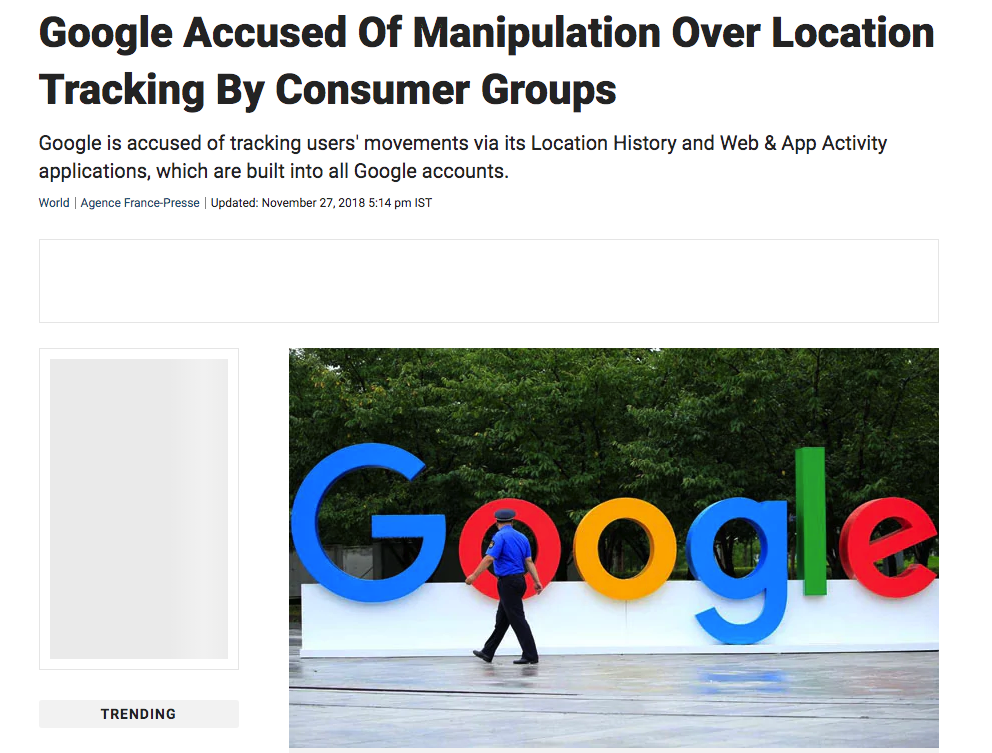 Google Accused Of Manipulation Over Location
Tracking By Consumer Groups
Google is accused of tracking users' movements via its Location History and Web & App Activity
applications, which are built into all Google accounts.
World | Agence France-Presse | Updated: November 27, 2018 5:14 pm IST
Google
TRENDING